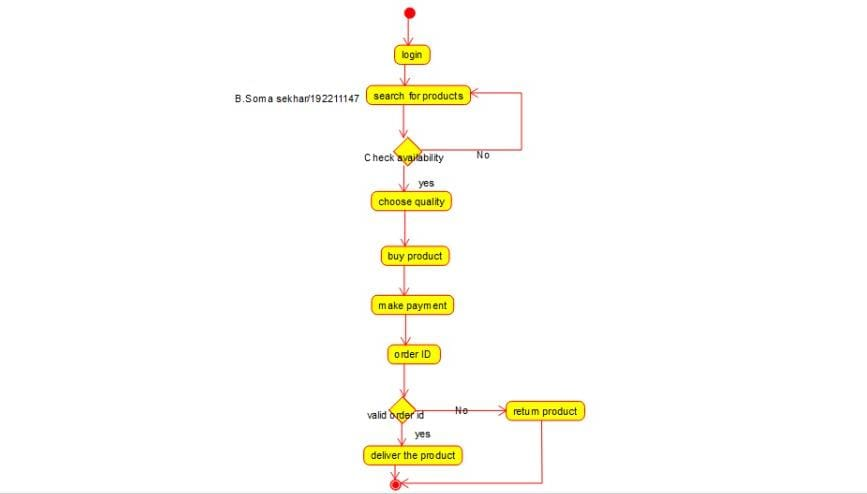 login
B.Soma sekhar/192211147
search for products
Check availability
No
yes
choose quality
buy product
make payment
order ID
valid order id
No
return product
yes
deliver the product